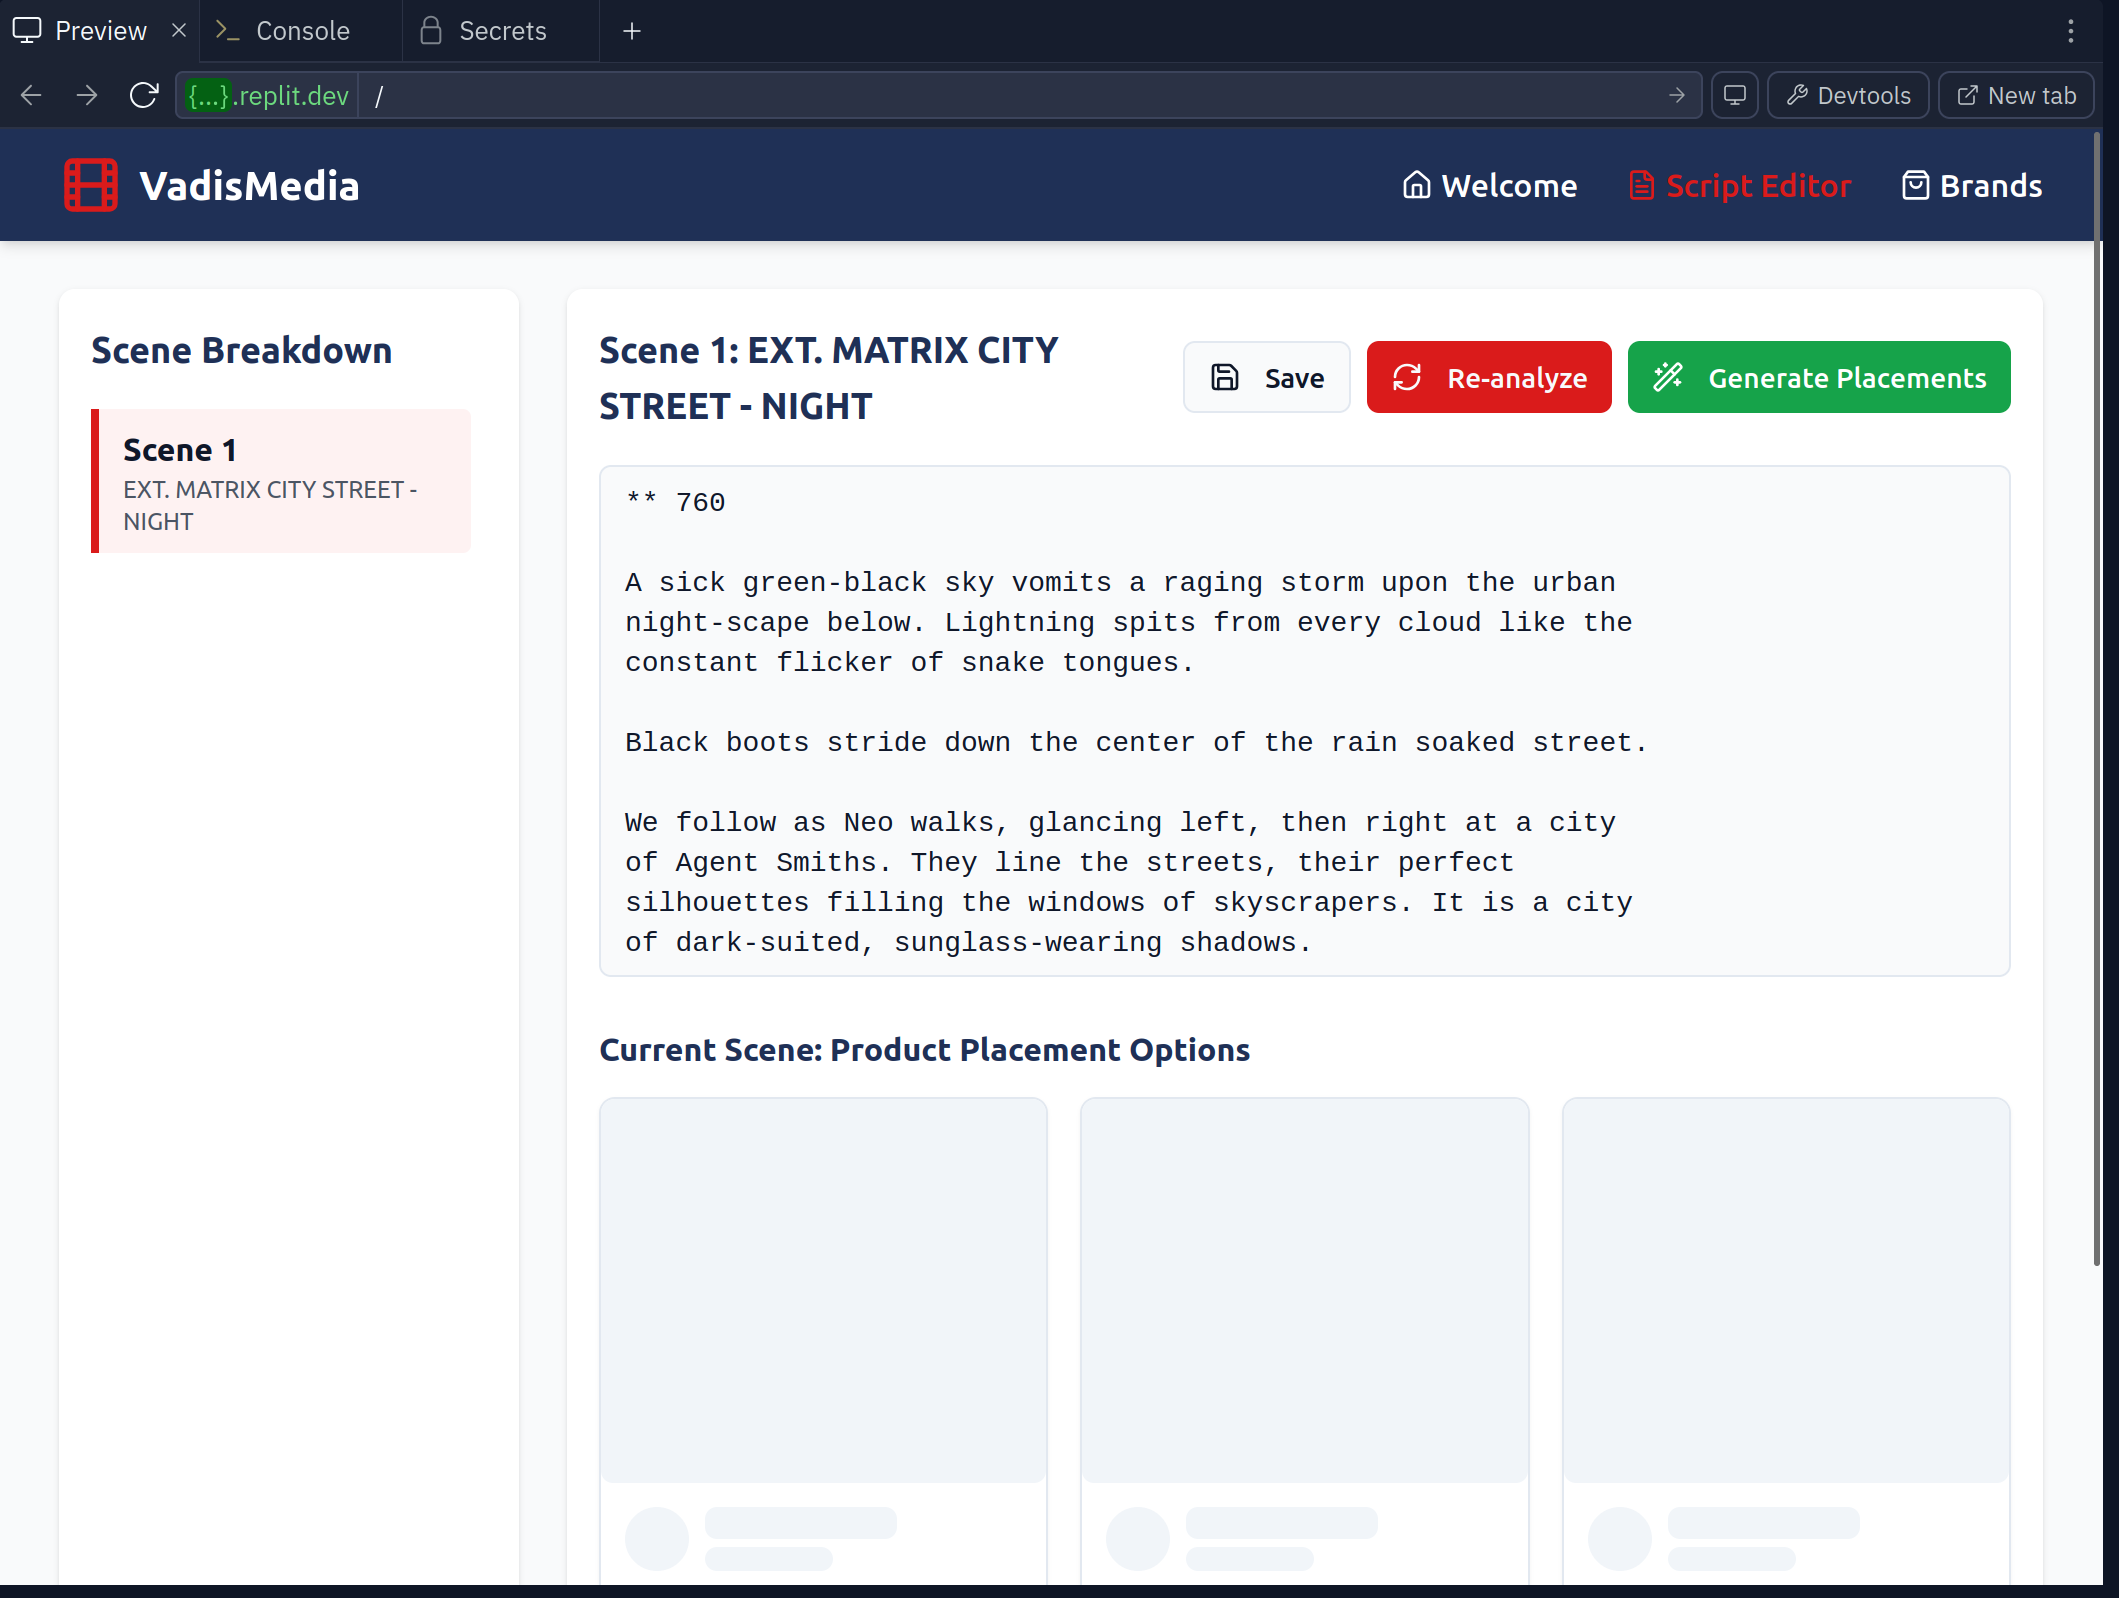 Preview
Console
Secrets
{...}.replit.dev
/
Devtools
New tab
VadisMedia
Welcome
Script Editor
Brands
Scene Breakdown
Scene 1
EXT. MATRIX CITY STREET -
NIGHT
Scene 1: EXT. MATRIX CITY
STREET - NIGHT
Save
Re-analyze
Generate Placements
** 760
A sick green-black sky vomits a raging storm upon the urban
night-scape below. Lightning spits from every cloud like the
constant flicker of snake tongues.
Black boots stride down the center of the rain soaked street.
We follow as Neo walks, glancing left, then right at a city
of Agent Smiths. They line the streets, their perfect
silhouettes filling the windows of skyscrapers. It is a city
of dark-suited, sunglass-wearing shadows.
Current Scene: Product Placement Options